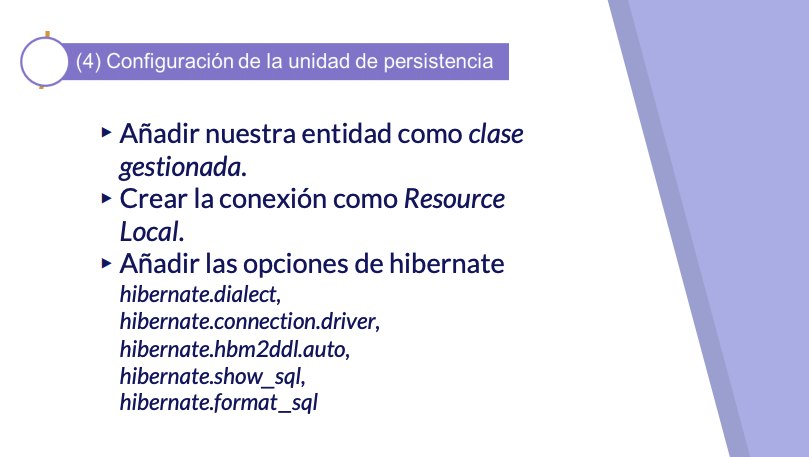 (4) Configuración de la unidad de persistencia
▸ Añadir nuestra entidad como clase
gestionada.
▸ Crear la conexión como Resource
Local.
▸ Añadir las opciones de hibernate
hibernate.dialect,
hibernate.connection.driver,
hibernate.hbm2ddl.auto,
hibernate.show_sql,
hibernate.format_sql